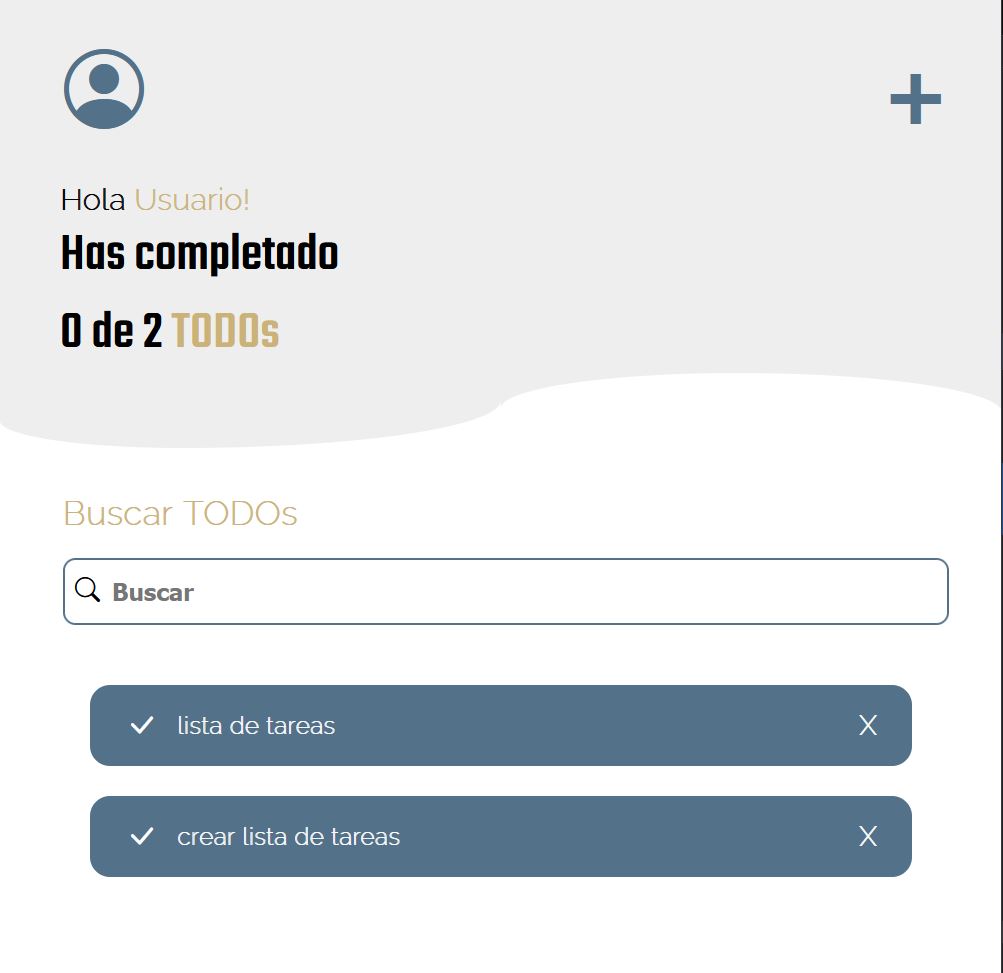 Hola Usuario!
Has completado
0 de 2 TODOs
Buscar TODOs
Buscar
lista de tareas X
crear lista de tareas X